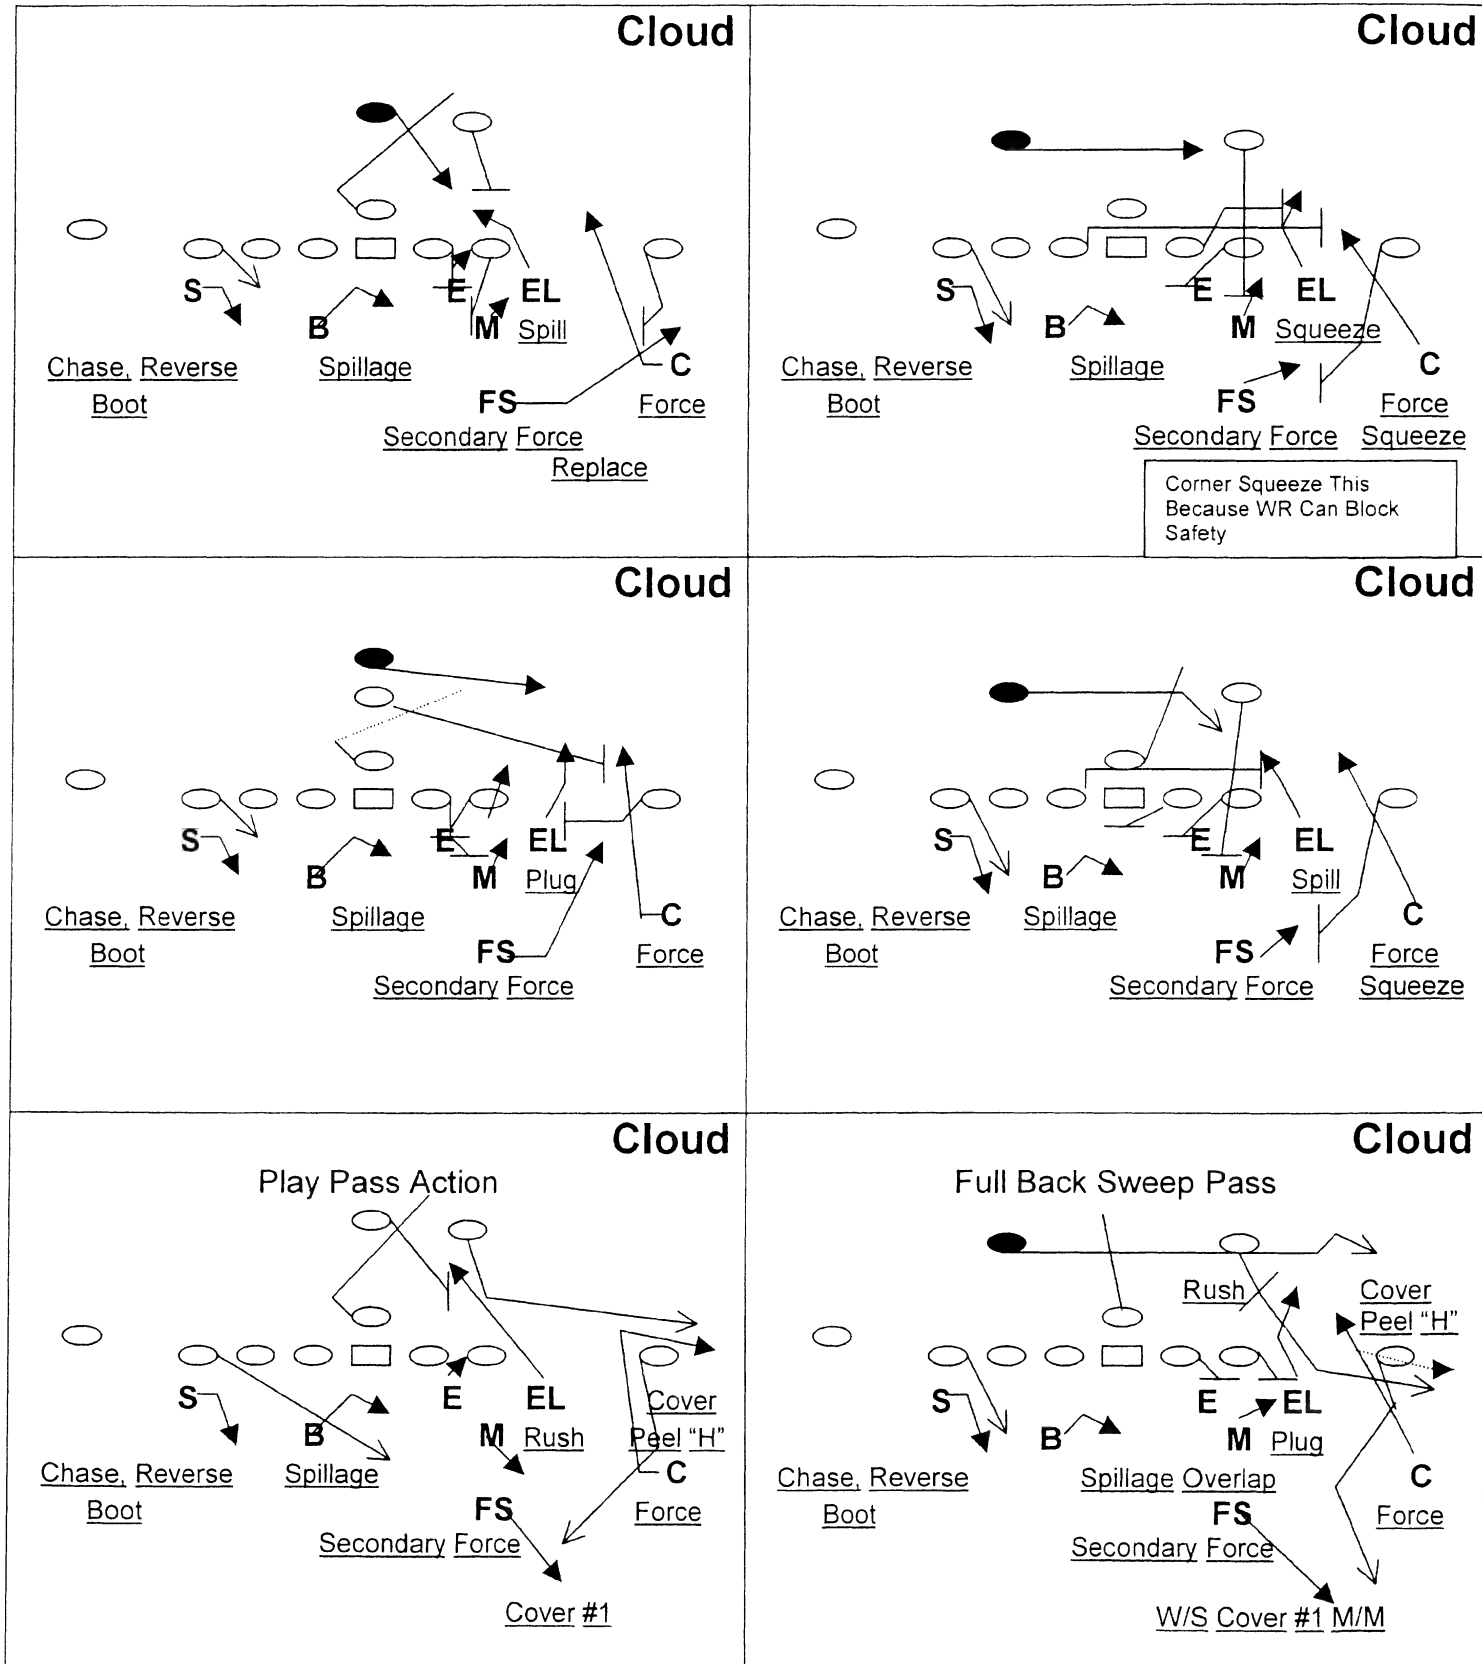 Cloud
S
E
EL
B
M
Spill
Chase, Reverse
Boot
Spillage
C
FS
Force
Secondary Force
Replace
Cloud
S
E
EL
B
M
Squeeze
Chase, Reverse
Boot
Spillage
C
FS
Force
Secondary Force
Squeeze
Corner Squeeze This
Because WR Can Block
Safety
Cloud
S
E
EL
B
M
Plug
Chase, Reverse
Boot
Spillage
C
FS
Force
Secondary Force
Cloud
S
E
EL
B
M
Spill
Chase, Reverse
Boot
Spillage
C
FS
Force
Secondary Force
Squeeze
Cloud
Play Pass Action
S
E
EL
Cover
B
M
Rush
Peel "H"
Chase, Reverse
Boot
Spillage
C
FS
Force
Secondary Force
Cover #1
Cloud
Full Back Sweep Pass
Rush
Cover
Peel "H"
S
E
EL
B
M
Plug
Chase, Reverse
Boot
Spillage Overlap
C
FS
Force
Secondary Force
W/S Cover #1 M/M